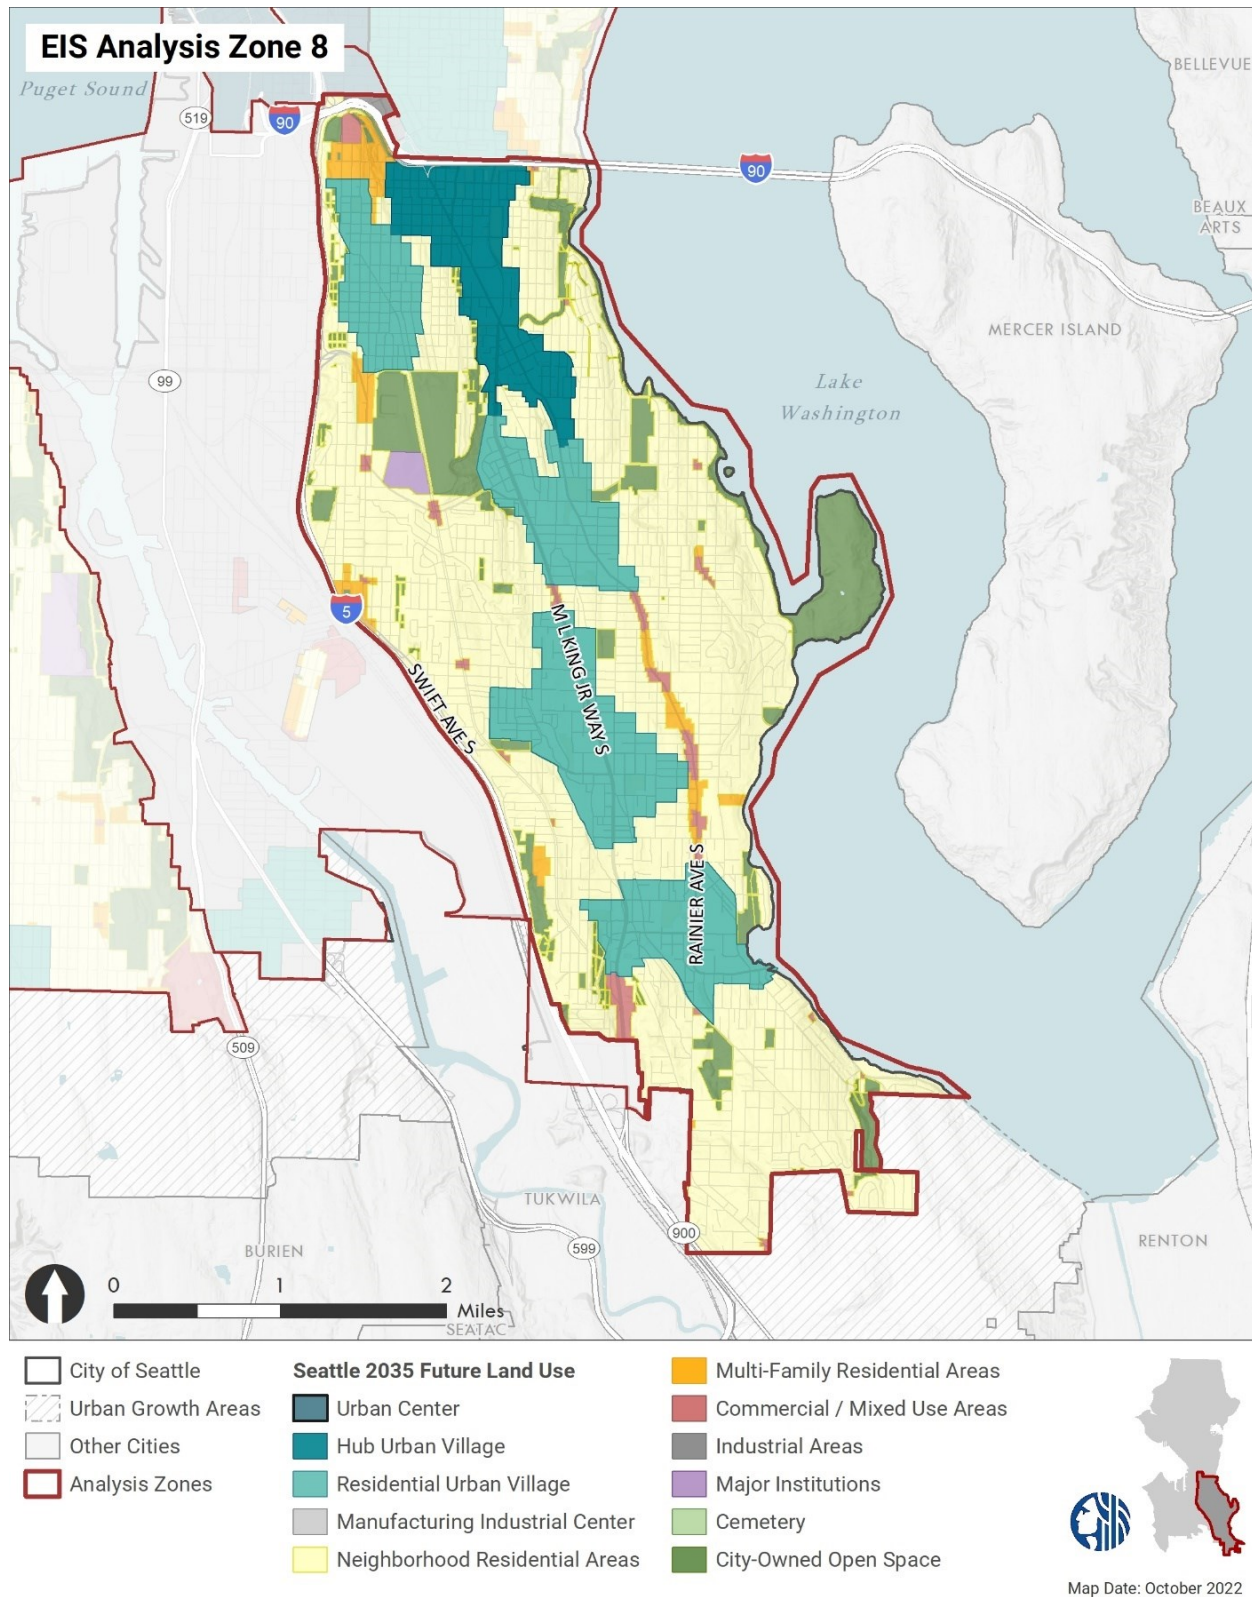 EIS Analysis Zone 8
Puget Sound
BELLEVUE
519
90
90
BEAUX
ARTS
MERCER ISLAND
99
Lake
Washington
5
M L KING JR WAY S
SWIFT AVE S
RAINIER AVE S
509
TUKWILA
900
599
BURIEN
RENTON
0
1
2
Miles
SEATAC
City of Seattle
Urban Growth Areas
Other Cities
Analysis Zones
Seattle 2035 Future Land Use
Urban Center
Hub Urban Village
Residential Urban Village
Manufacturing Industrial Center
Neighborhood Residential Areas
Multi-Family Residential Areas
Commercial / Mixed Use Areas
Industrial Areas
Major Institutions
Cemetery
City-Owned Open Space
Map Date: October 2022